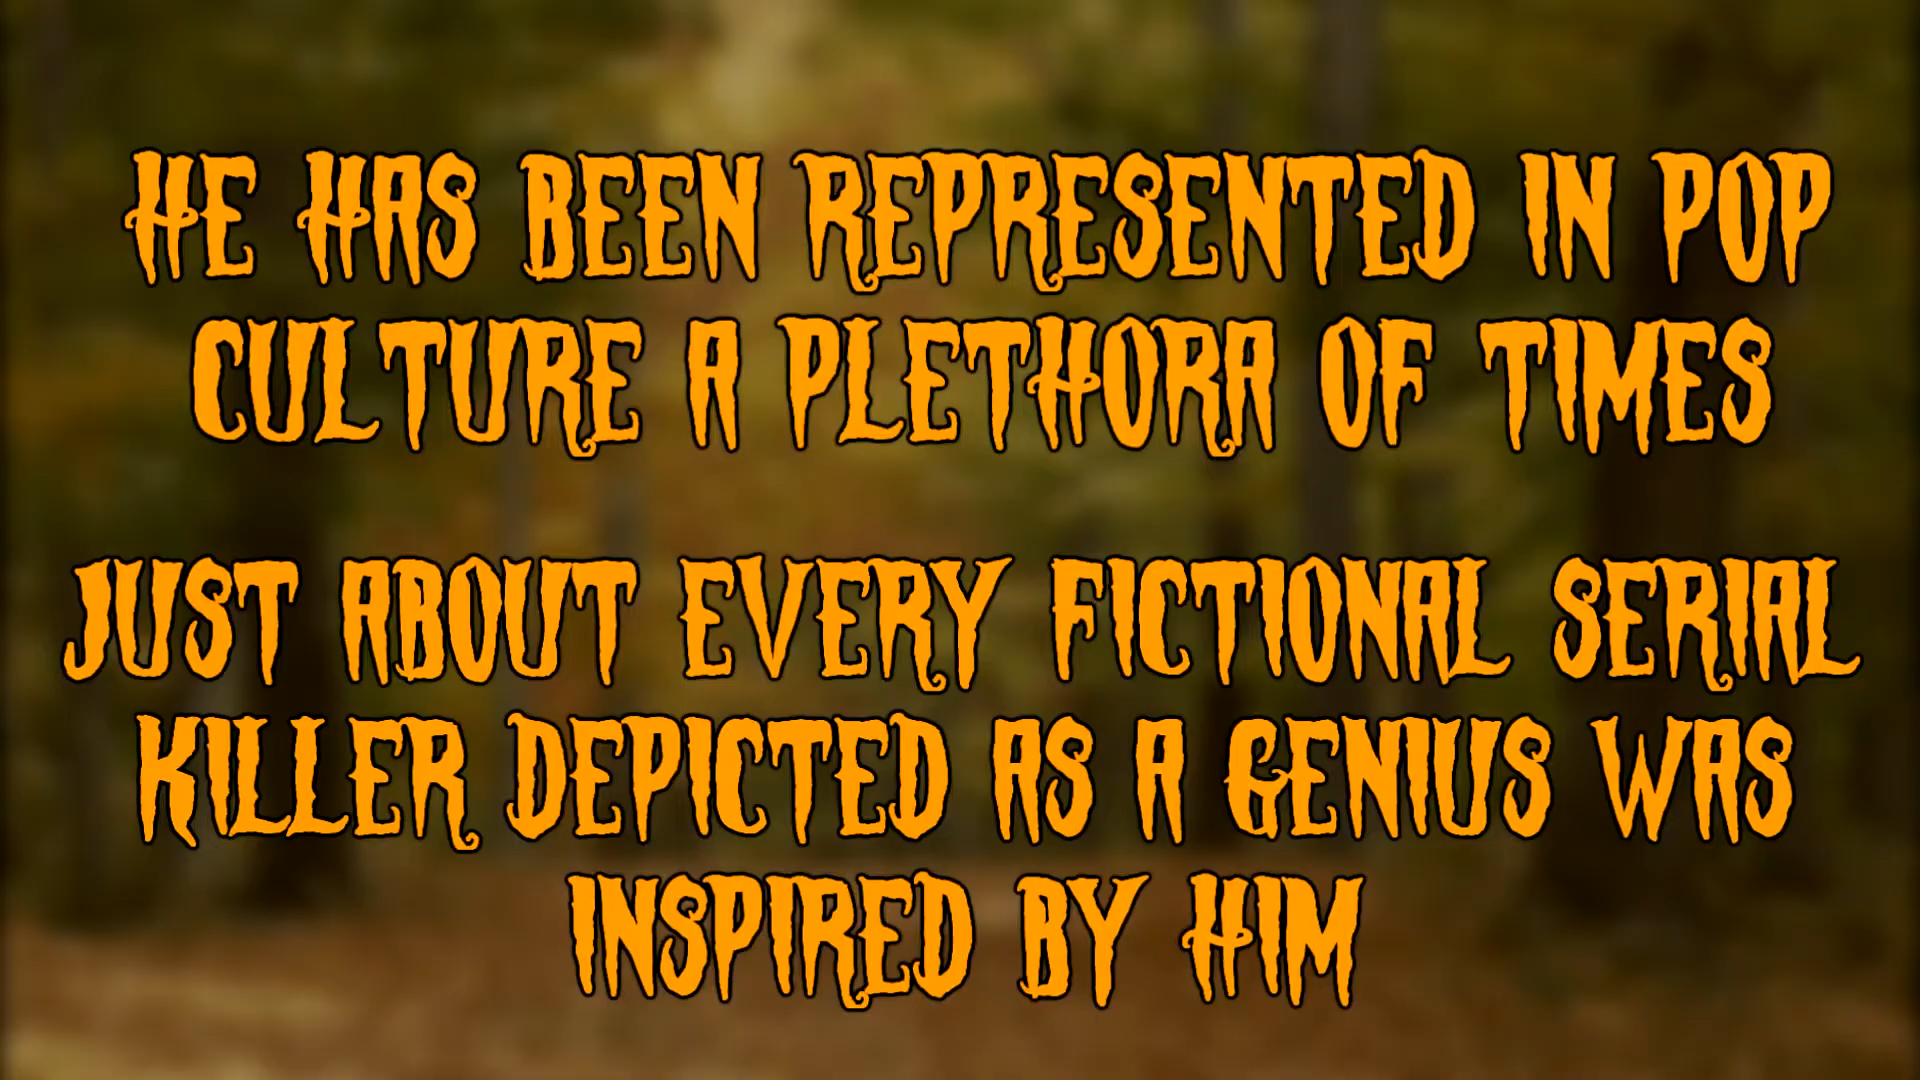 HE HAS BEEN REPRESENTED IN POP
CULTURE A PLETHORA OF TIMES
JUST ABOUT EVERY FICTIONAL SERIAL
KILLER DEPICTED AS A GENIUS WAS
INSPIRED BY HIM